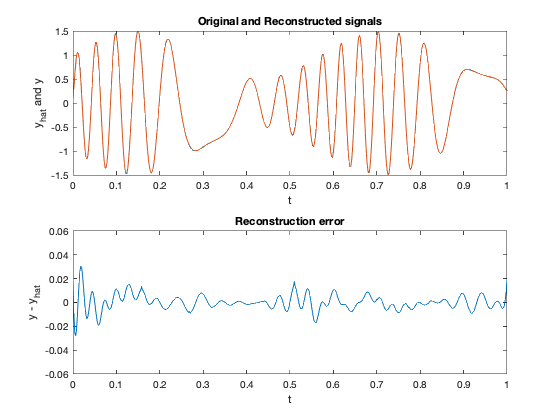 Original and Reconstructed signals
1.5
1
0.5
0
-0.5
-1
-1.5
y_hat and y
0 0.1 0.2 0.3 0.4 0.5 0.6 0.7 0.8 0.9 1
t
Reconstruction error
0.06
0.04
0.02
0
-0.02
-0.04
-0.06
y - y_hat
0 0.1 0.2 0.3 0.4 0.5 0.6 0.7 0.8 0.9 1
t